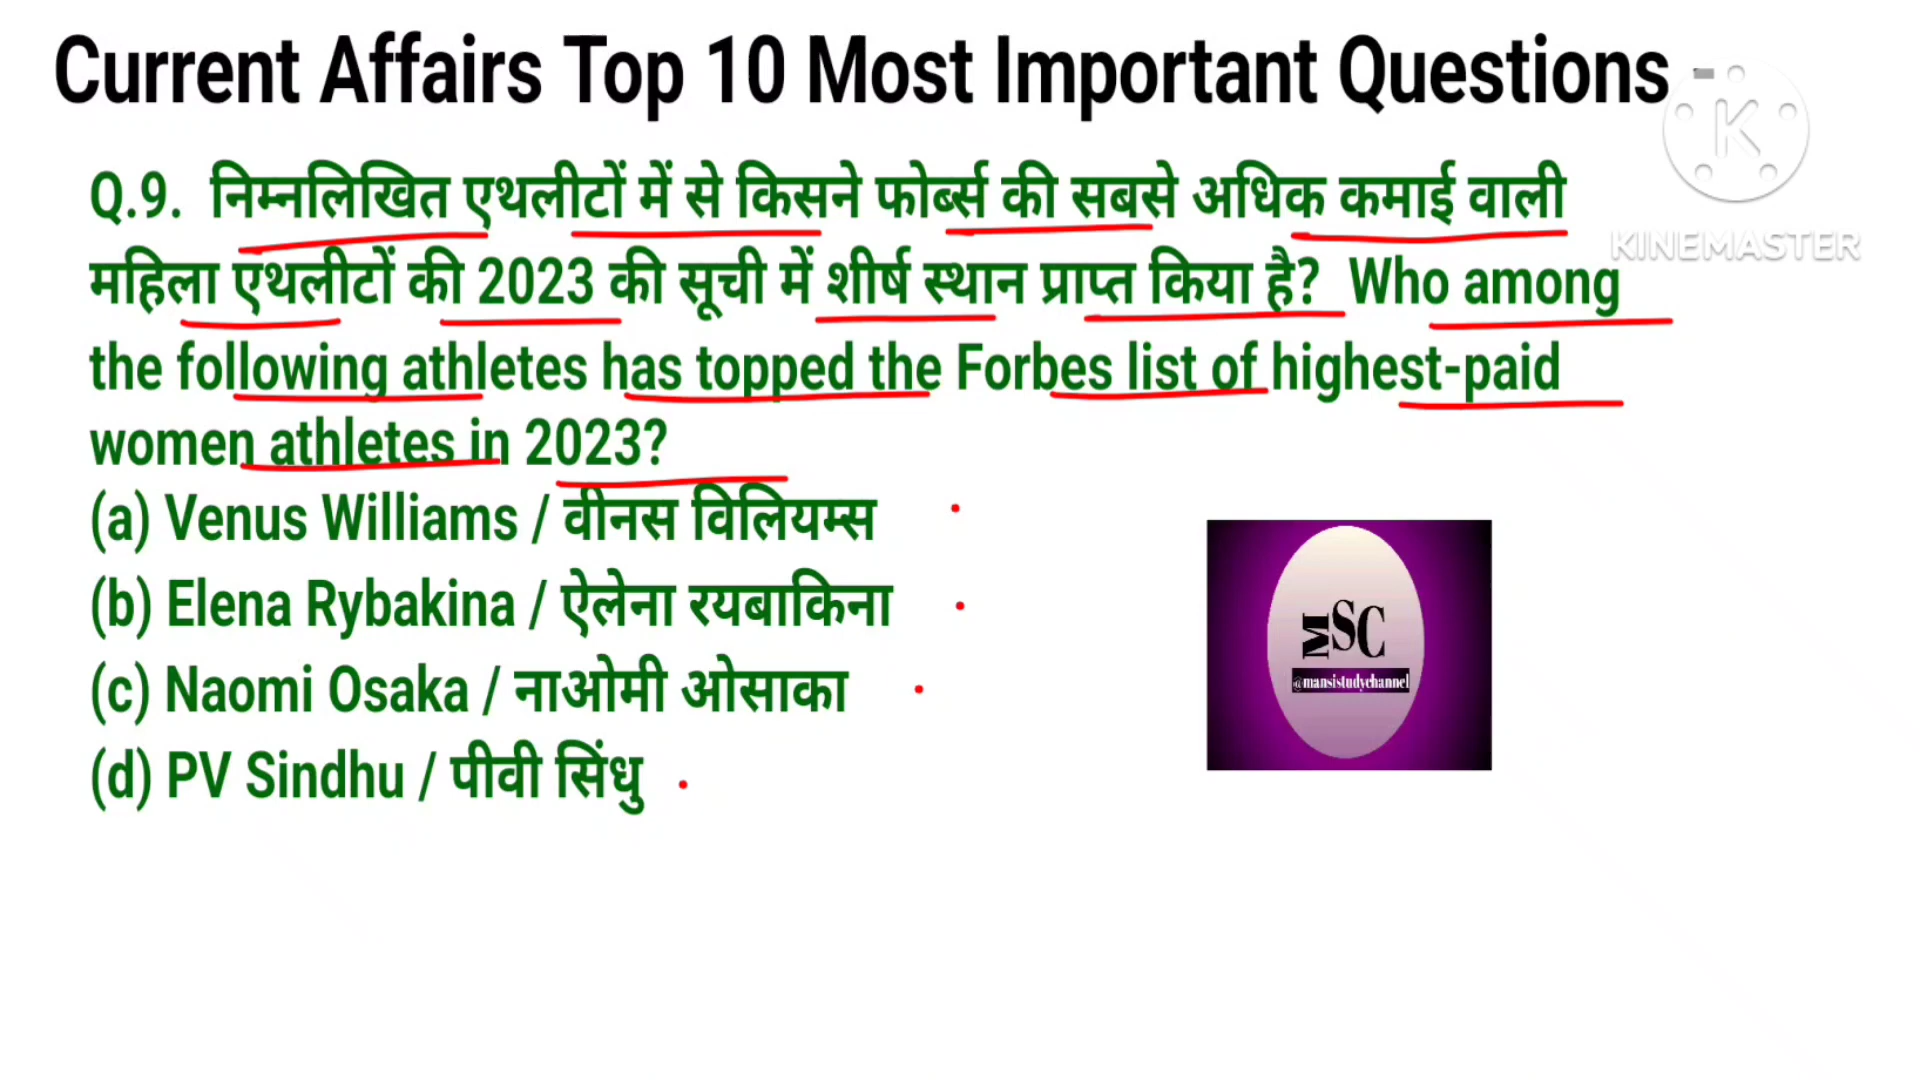 Current Affairs Top 10 Most Important Questions -
Q.9. निम्नलिखित एथलीटों में से किसने फोर्ब्स की सबसे अधिक कमाई वाली
महिला एथलीटों की 2023 की सूची में शीर्ष स्थान प्राप्त किया है? Who among
the following athletes has topped the Forbes list of highest-paid
women athletes in 2023?
(a) Venus Williams / वीनस विलियम्स
(b) Elena Rybakina / ऐलेना रयबाकिना
(c) Naomi Osaka / नाओमी ओसाका
(d) PV Sindhu / पीवी सिंधु
K
KINEMASTER
MSC
@mansistudychannel